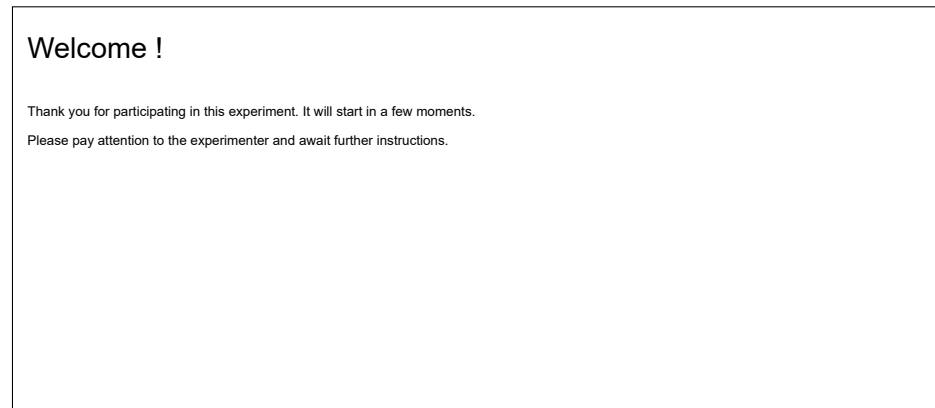 Welcome !
Thank you for participating in this experiment. It will start in a few moments.
Please pay attention to the experimenter and await further instructions.